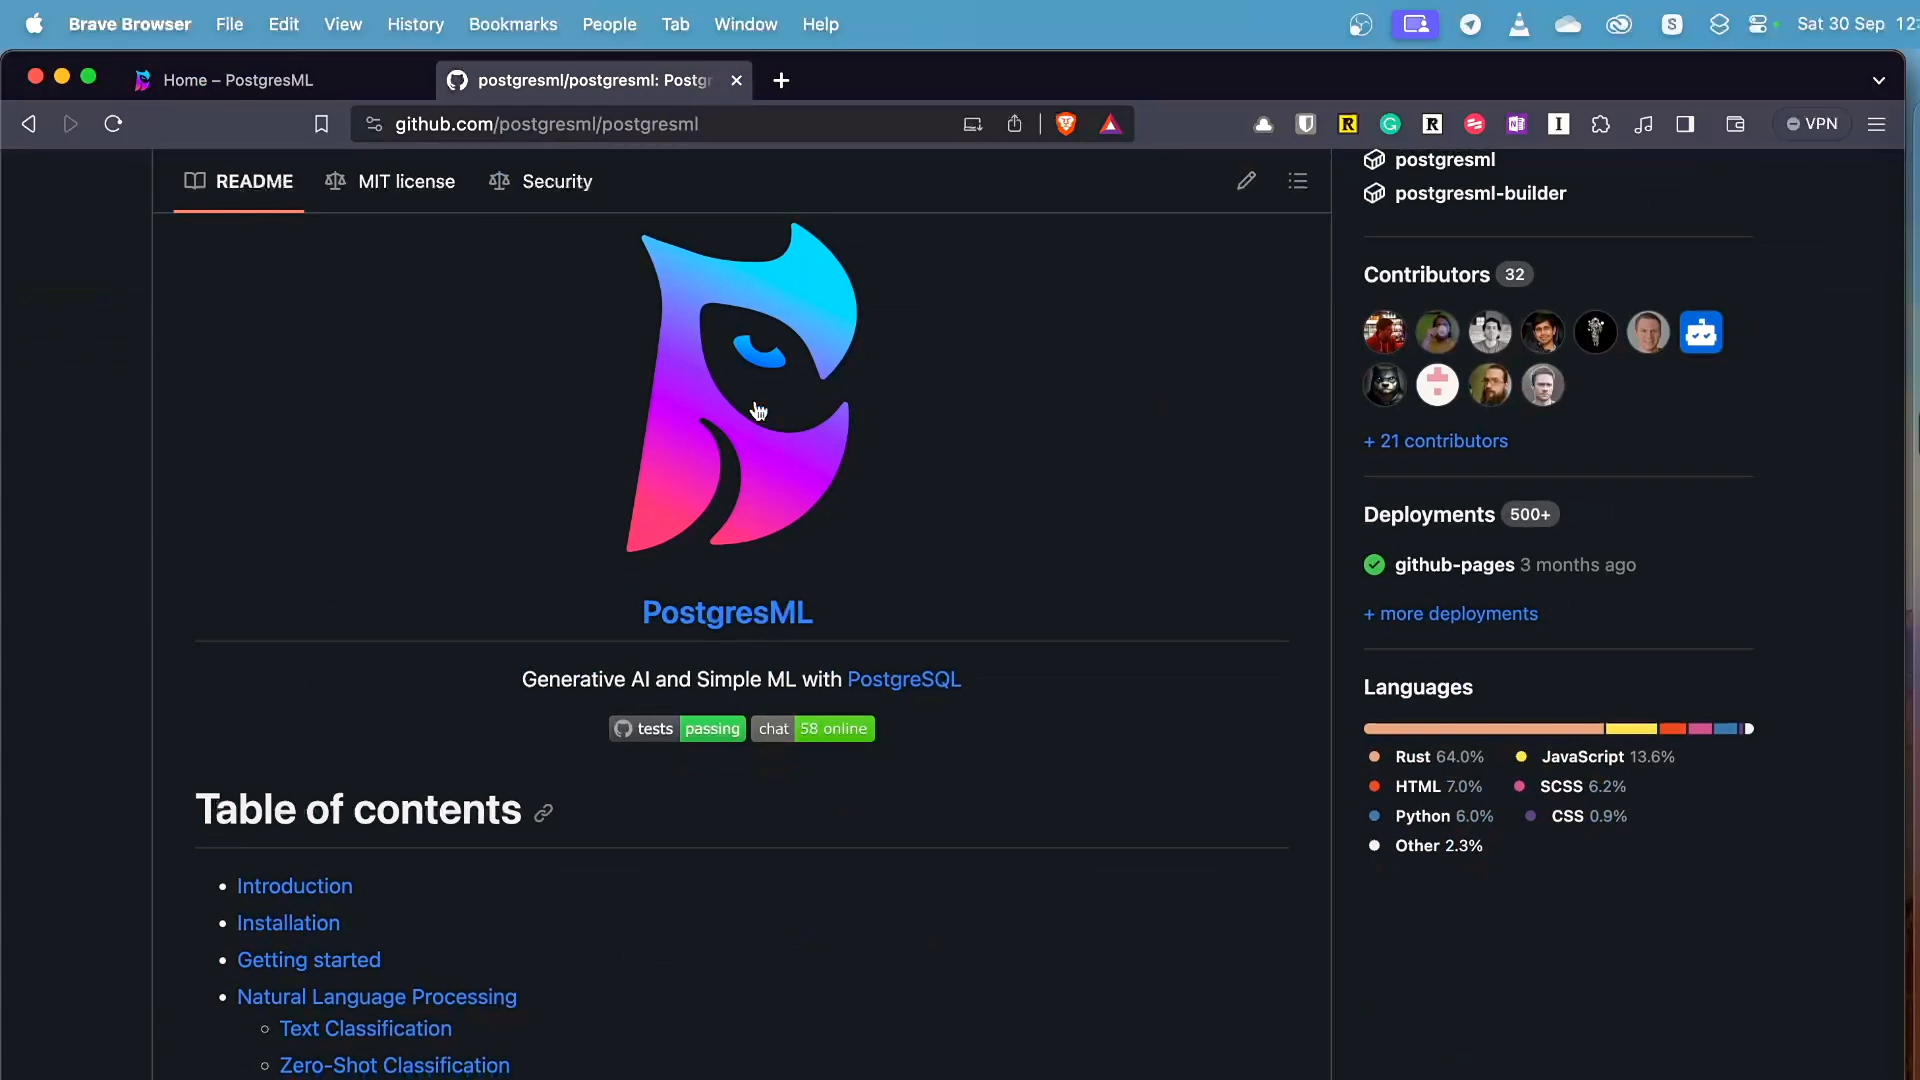 Brave Browser File Edit View History Bookmarks People Tab Window Help Sat 30 Sep 12:
Home – PostgresML postgresml/postgresml: Postgr
github.com/postgresml/postgresml VPN
README MIT license Security
postgresml
postgresml-builder
Contributors 32
+ 21 contributors
Deployments 500+
github-pages 3 months ago
+ more deployments
Languages
Rust 64.0% JavaScript 13.6%
HTML 7.0% SCSS 6.2%
Python 6.0% CSS 0.9%
Other 2.3%
PostgresML
Generative AI and Simple ML with PostgreSQL
tests passing chat 58 online
Table of contents
Introduction
Installation
Getting started
Natural Language Processing
Text Classification
Zero-Shot Classification